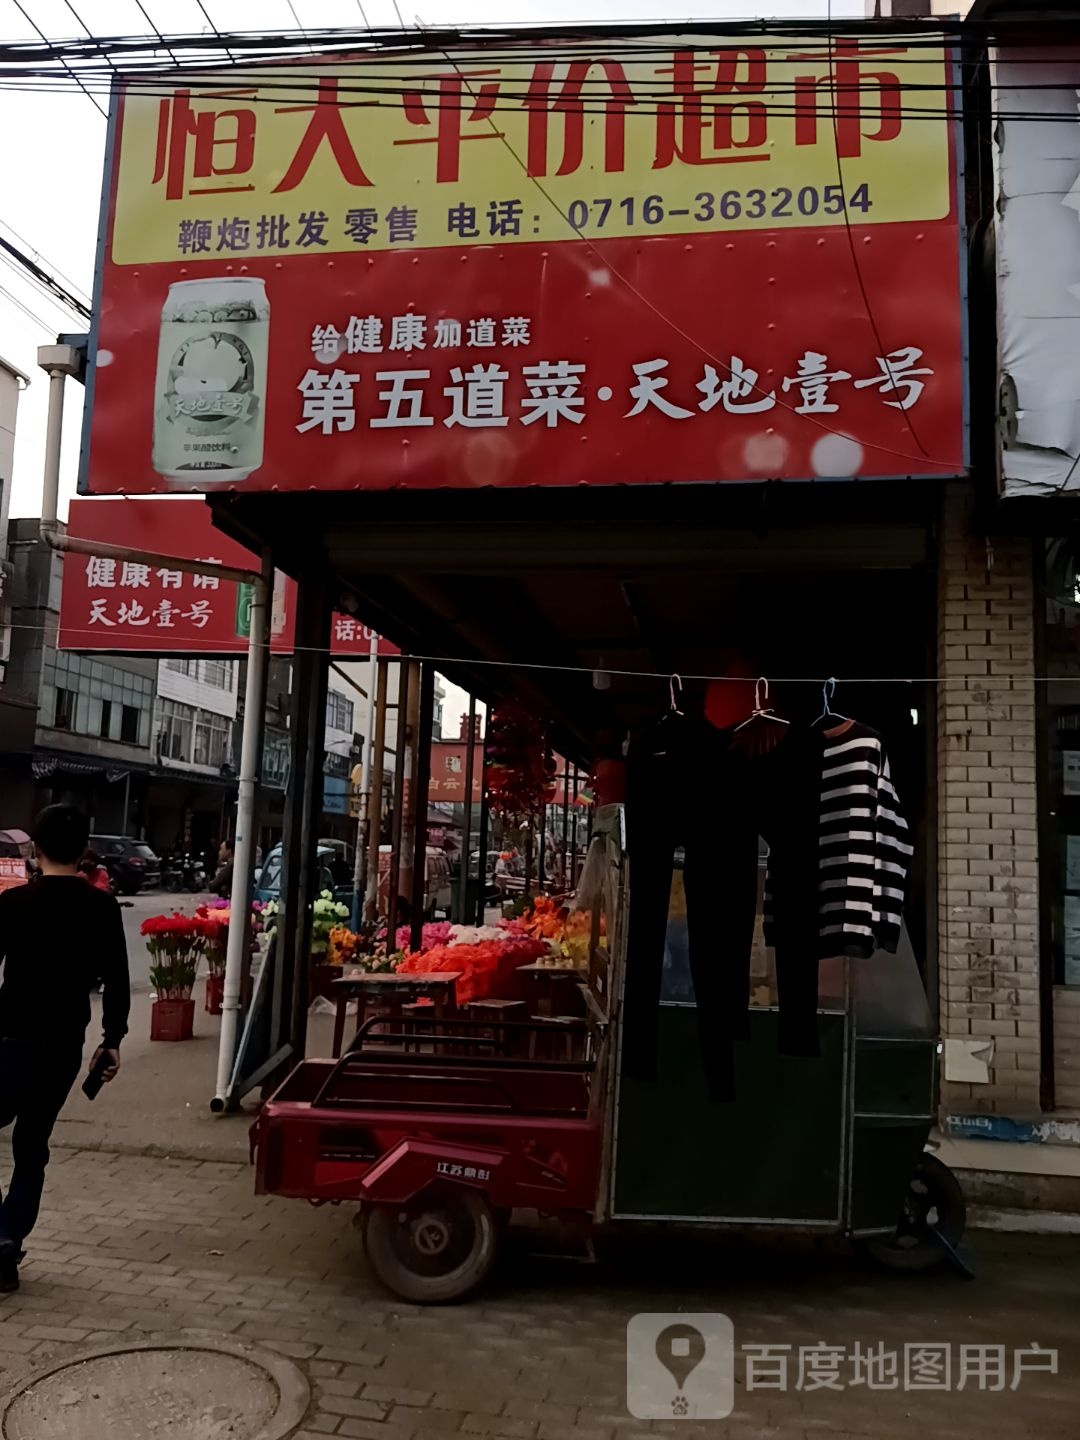 恒大平价超市
鞭炮批发 零售 电话：0716-3632054
给健康加道菜
第五道菜·天地壹号
天地壹号
苹果醋饮料
健康有请
天地壹号
话:0
白云
江苏鼎彭
百度地图用户